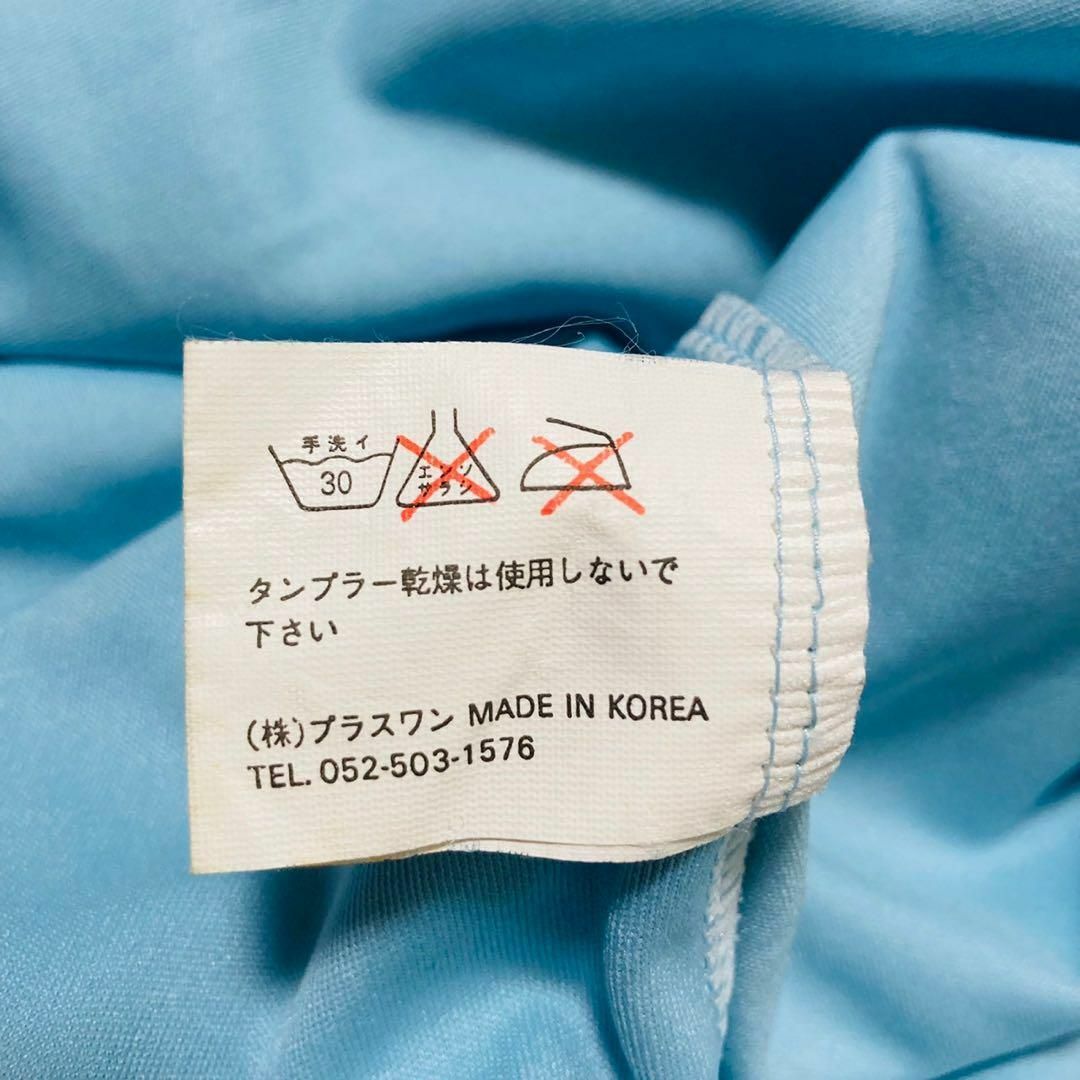 手洗イ
30
エンソ
サラシ
タンプラー乾燥は使用しないで
下さい
(株)プラスワン MADE IN KOREA
TEL. 052-503-1576